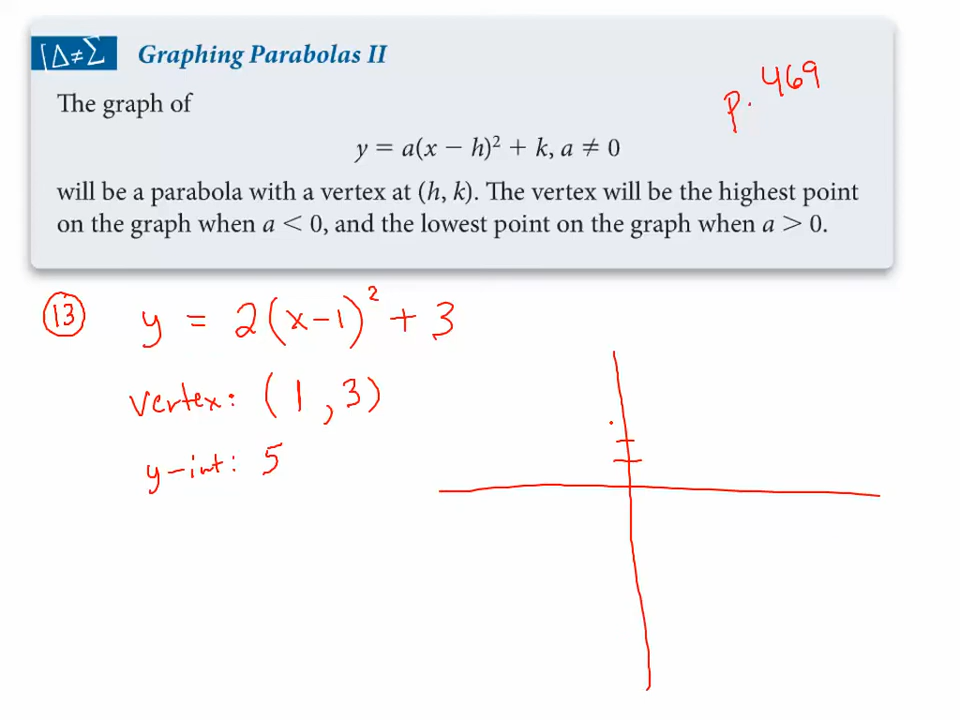 ⌈Δ≠Σ Graphing Parabolas II
p. 469
The graph of
y = a(x − h)² + k, a ≠ 0
will be a parabola with a vertex at (h, k). The vertex will be the highest point
on the graph when a < 0, and the lowest point on the graph when a > 0.
13 y = 2(x-1)² + 3
Vertex: (1, 3)
y-int: 5